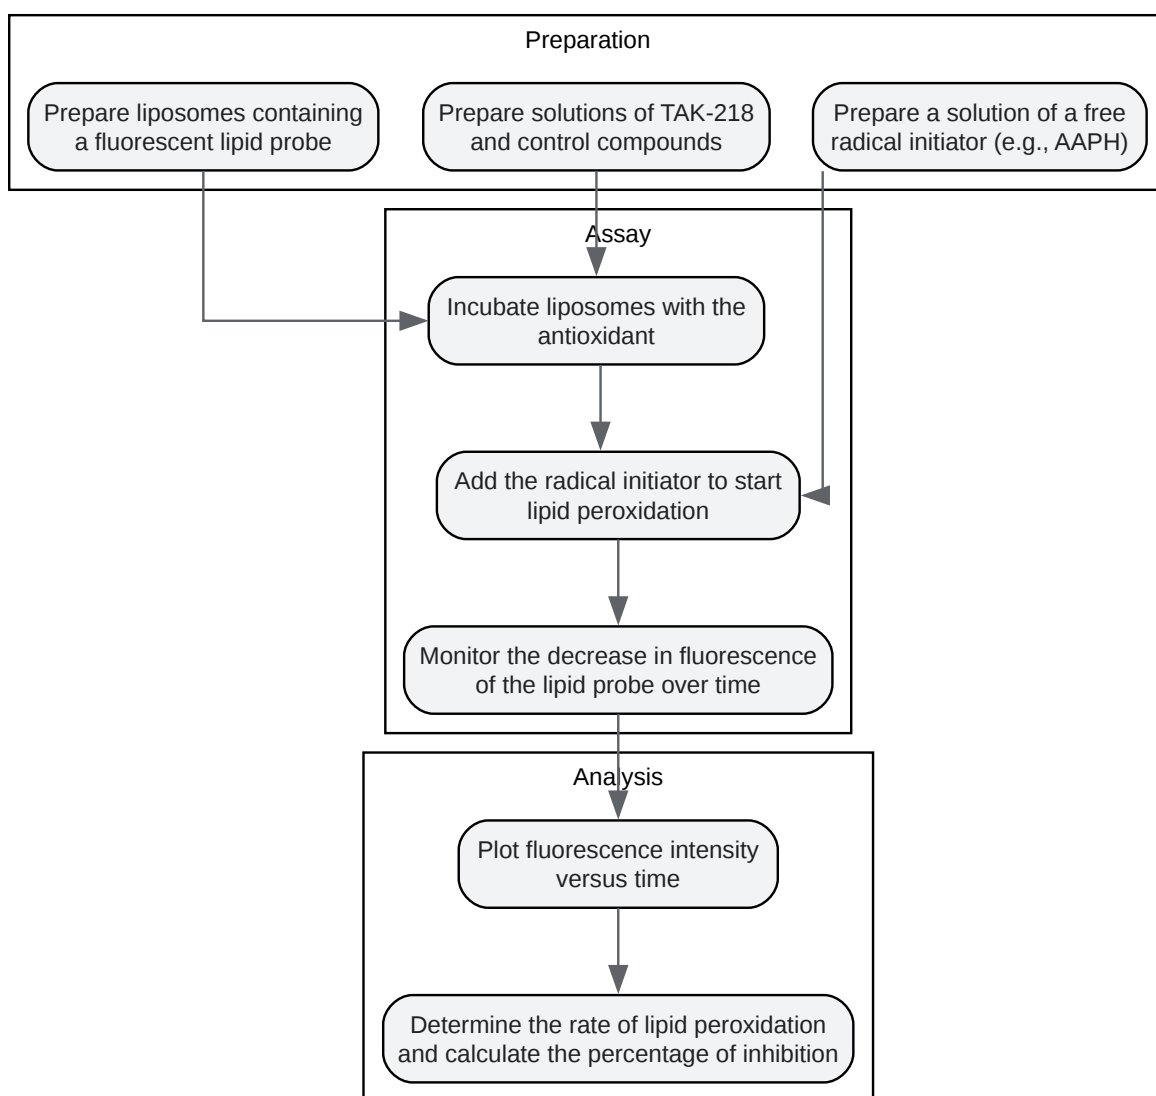 Preparation
Prepare liposomes containing
a fluorescent lipid probe
Prepare solutions of TAK-218
and control compounds
Prepare a solution of a free
radical initiator (e.g., AAPH)
Assay
Incubate liposomes with the
antioxidant
Add the radical initiator to start
lipid peroxidation
Monitor the decrease in fluorescence
of the lipid probe over time
Analysis
Plot fluorescence intensity
versus time
Determine the rate of lipid peroxidation
and calculate the percentage of inhibition